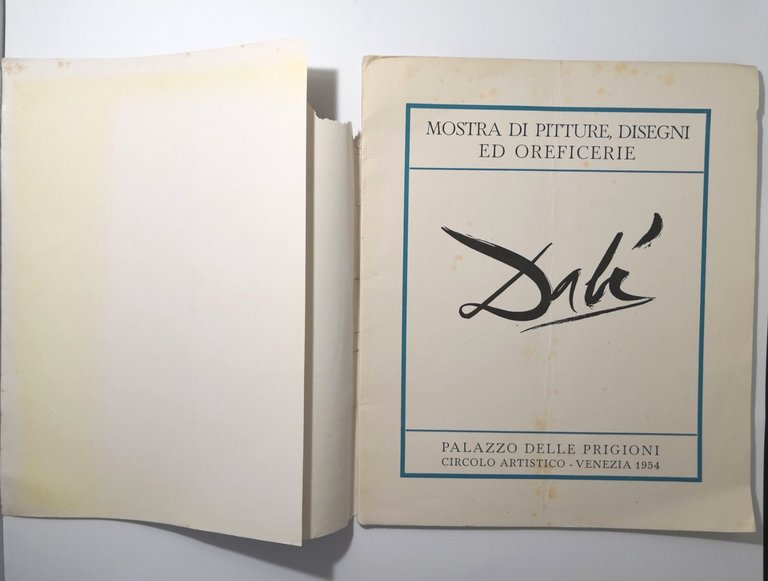 MOSTRA DI PITTURE, DISEGNI
ED OREFICERIE
Dalí
PALAZZO DELLE PRIGIONI
CIRCOLO ARTISTICO - VENEZIA 1954